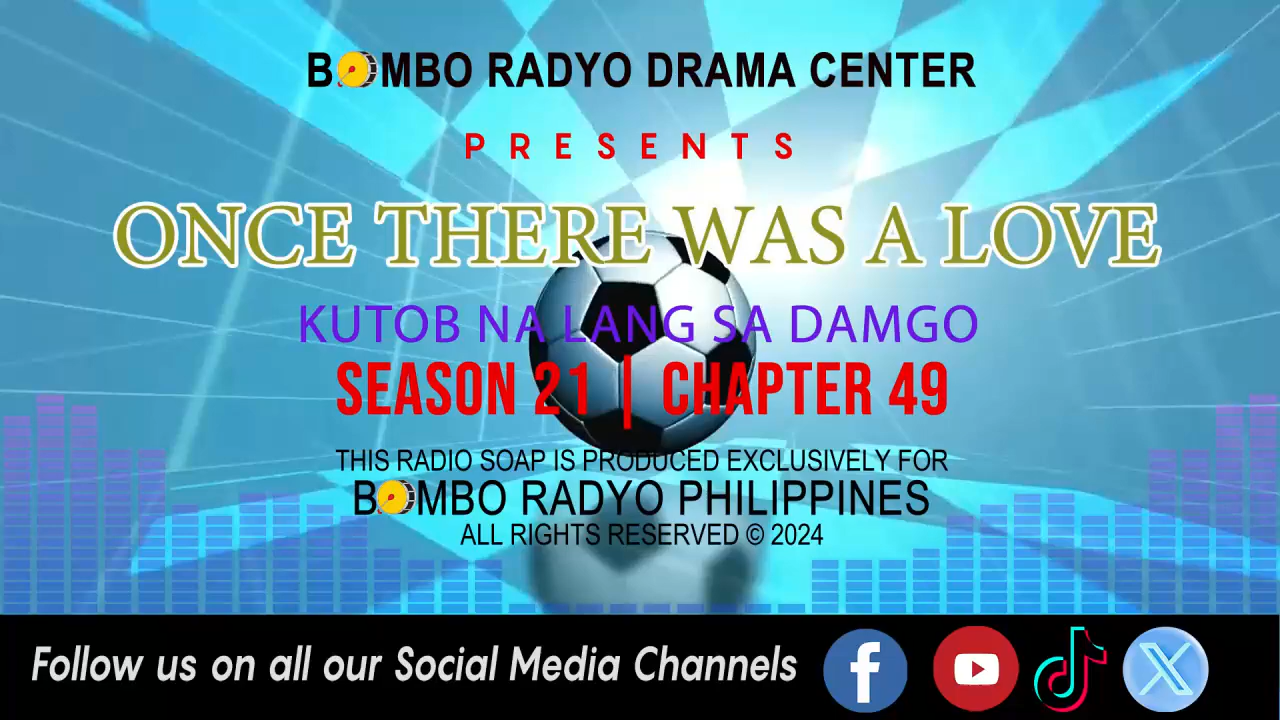 BOMBO RADYO DRAMA CENTER
PRESENTS
ONCE THERE WAS A LOVE
KUTOB NA LANG SA DAMGO
SEASON 21 | CHAPTER 49
THIS RADIO SOAP IS PRODUCED EXCLUSIVELY FOR
BOMBO RADYO PHILIPPINES
ALL RIGHTS RESERVED © 2024
Follow us on all our Social Media Channels